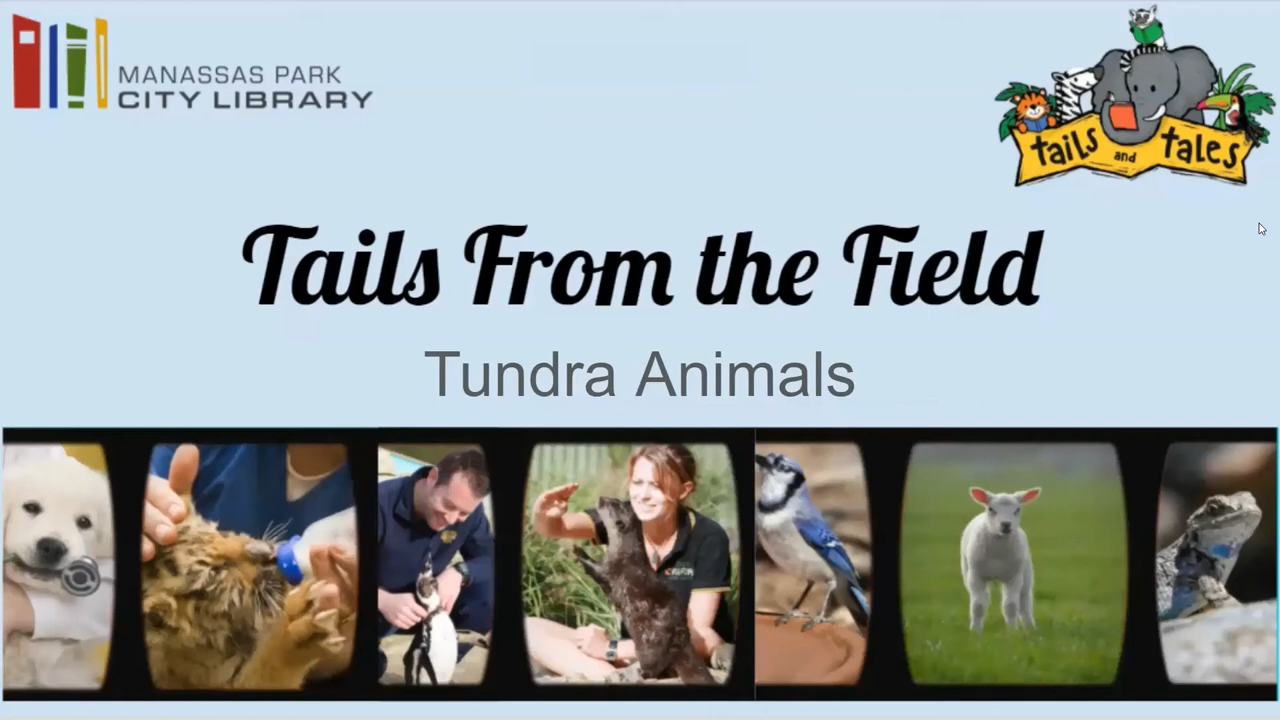 MANASSAS PARK
CITY LIBRARY
tails and tales
Tails From the Field
Tundra Animals